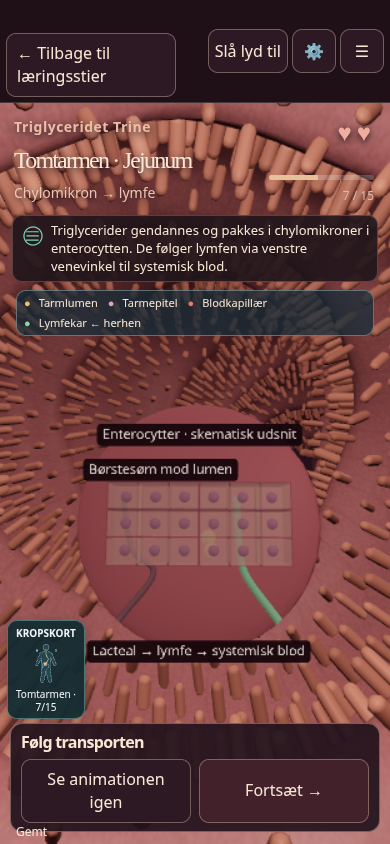 ← Tilbage til
læringsstier
Slå lyd til
Triglyceridet Trine
Tomtarmen · Jejunum
Chylomikron → lymfe
7 / 15
Triglycerider gendannes og pakkes i chylomikroner i
enterocytten. De følger lymfen via venstre
venevinkel til systemisk blod.
Tarmlumen
Tarmepitel
Blodkapillær
Lymfekar ← herhen
Enterocytter · skematisk udsnit
Børstesøm mod lumen
KROPSKORT
Tomtarmen ·
7/15
Lacteal → lymfe → systemisk blod
Følg transporten
Se animationen
igen
Fortsæt →
Gemt